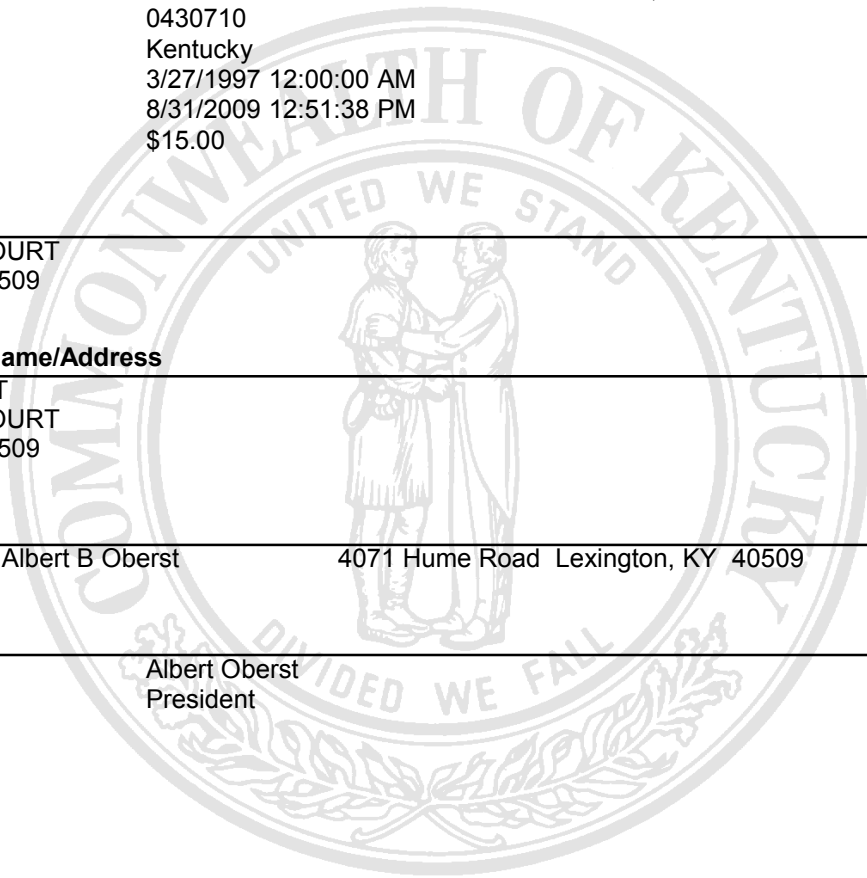 0430710
Kentucky
3/27/1997 12:00:00 AM
8/31/2009 12:51:38 PM
$15.00
OURT
509
ame/Address
T
OURT
509
Albert B Oberst 4071 Hume Road Lexington, KY 40509
Albert Oberst
President
COMMONWEALTH OF KENTUCKY
UNITED WE STAND
DIVIDED WE FALL